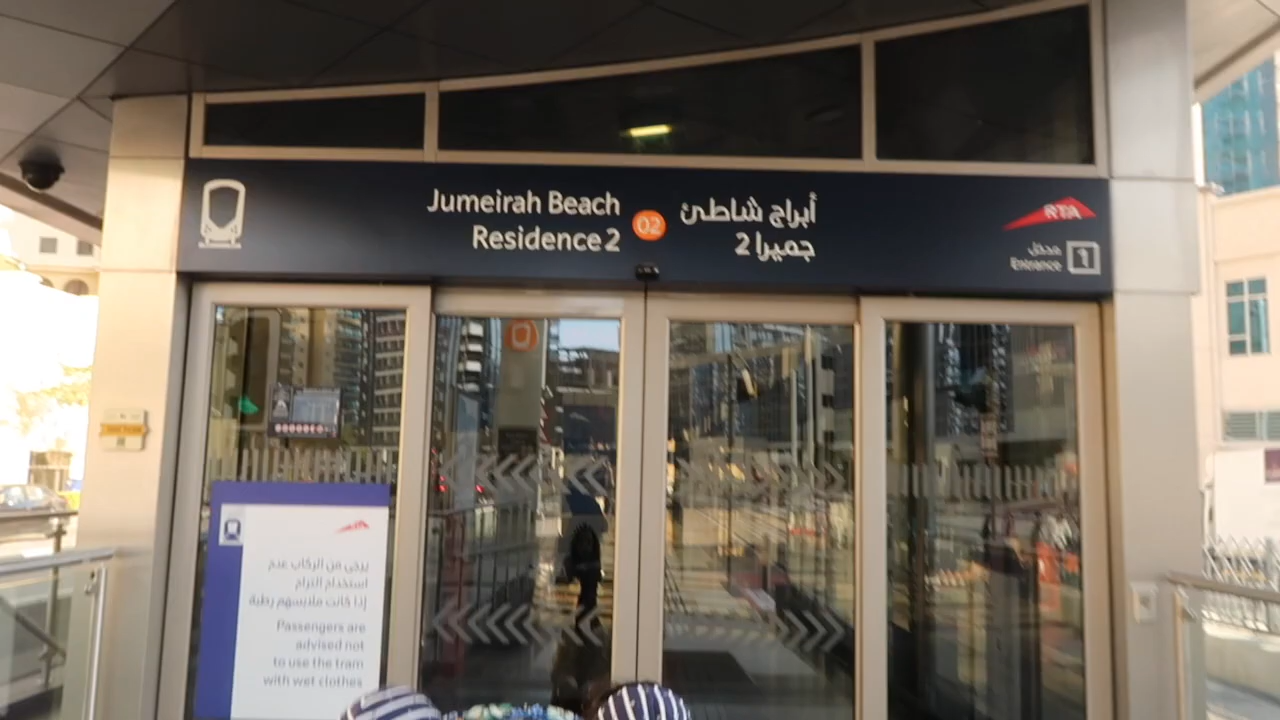 Jumeirah Beach
Residence 2
02
أبراج شاطئ
جميرا 2
RTA
مدخل
Entrance
1
يرجى من الركاب عدم
استخدام الترام
إذا كانت ملابسهم رطبة
Passengers are
advised not
to use the tram
with wet clothes